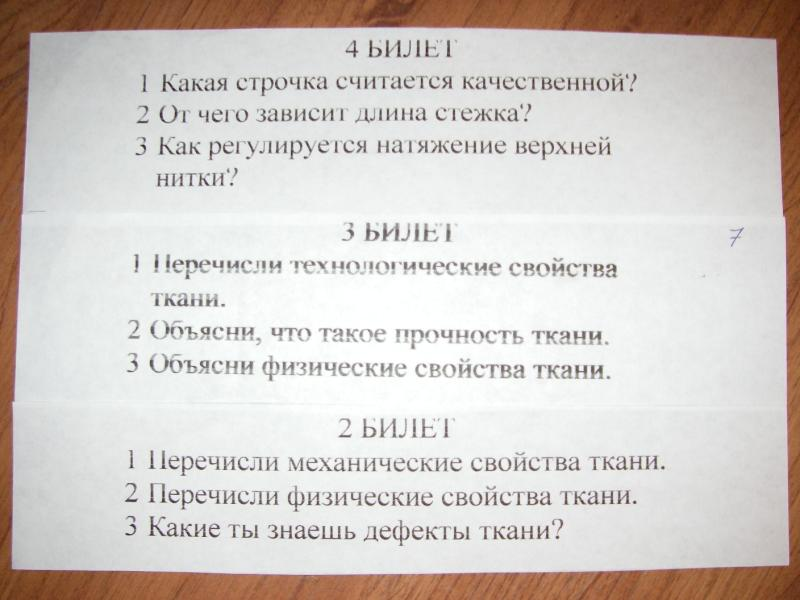 4 БИЛЕТ
1 Какая строчка считается качественной?
2 От чего зависит длина стежка?
3 Как регулируется натяжение верхней
нитки?
3 БИЛЕТ
7
1 Перечисли технологические свойства
ткани.
2 Объясни, что такое прочность ткани.
3 Объясни физические свойства ткани.
2 БИЛЕТ
1 Перечисли механические свойства ткани.
2 Перечисли физические свойства ткани.
3 Какие ты знаешь дефекты ткани?